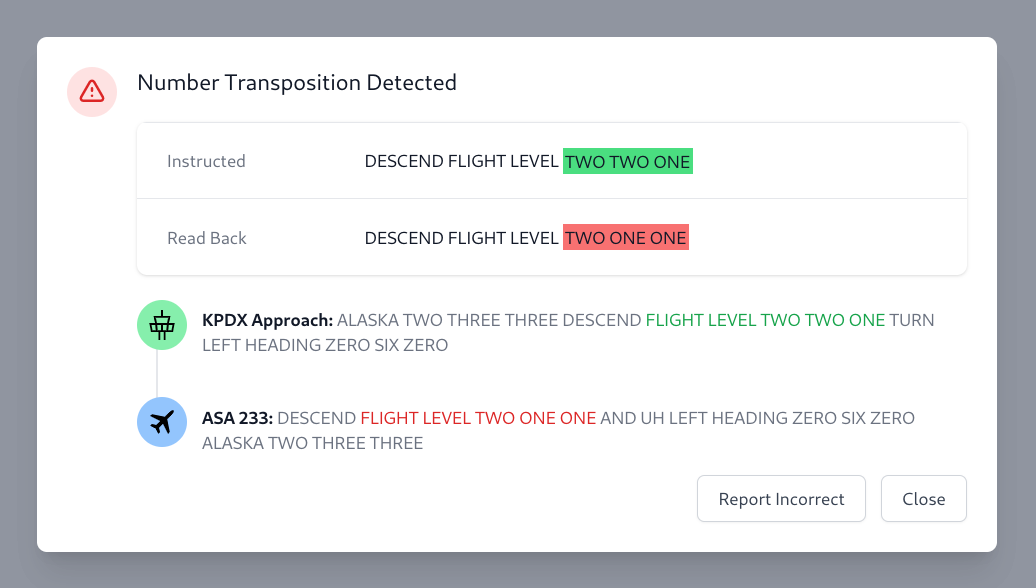 Number Transposition Detected
Instructed DESCEND FLIGHT LEVEL TWO TWO ONE
Read Back DESCEND FLIGHT LEVEL TWO ONE ONE
KPDX Approach: ALASKA TWO THREE THREE DESCEND FLIGHT LEVEL TWO TWO ONE TURN
LEFT HEADING ZERO SIX ZERO
ASA 233: DESCEND FLIGHT LEVEL TWO ONE ONE AND UH LEFT HEADING ZERO SIX ZERO
ALASKA TWO THREE THREE
Report Incorrect Close